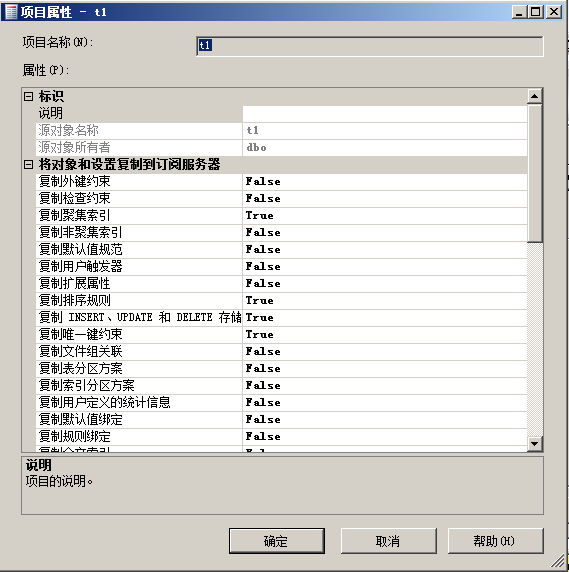 项目属性 - t1
项目名称(N): t1
属性(P):
标识
说明
源对象名称 t1
源对象所有者 dbo
将对象和设置复制到订阅服务器
复制外键约束 False
复制检查约束 False
复制聚集索引 True
复制非聚集索引 False
复制默认值规范 False
复制用户触发器 False
复制扩展属性 False
复制排序规则 True
复制 INSERT、UPDATE 和 DELETE 存储 True
复制唯一键约束 True
复制文件组关联 False
复制表分区方案 False
复制索引分区方案 False
复制用户定义的统计信息 False
复制默认值绑定 False
复制规则绑定 False
说明
项目的说明。
确定 取消 帮助(H)